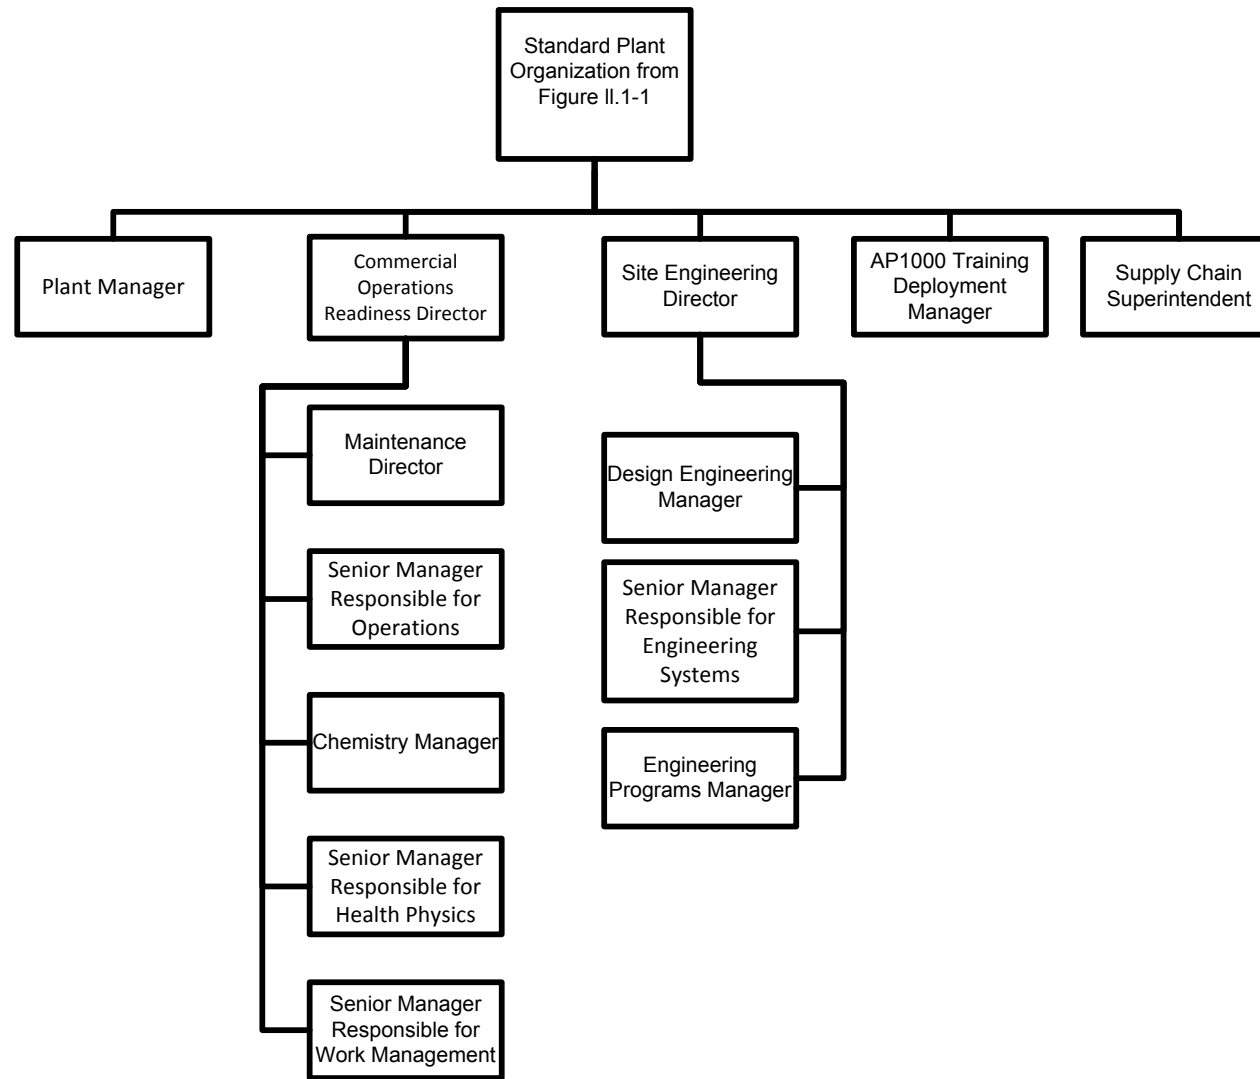 Standard Plant
Organization from
Figure II.1-1
Plant Manager
Commercial
Operations
Readiness Director
Site Engineering
Director
AP1000 Training
Deployment
Manager
Supply Chain
Superintendent
Maintenance
Director
Senior Manager
Responsible for
Operations
Chemistry Manager
Senior Manager
Responsible for
Health Physics
Senior Manager
Responsible for
Work Management
Design Engineering
Manager
Senior Manager
Responsible for
Engineering
Systems
Engineering
Programs Manager